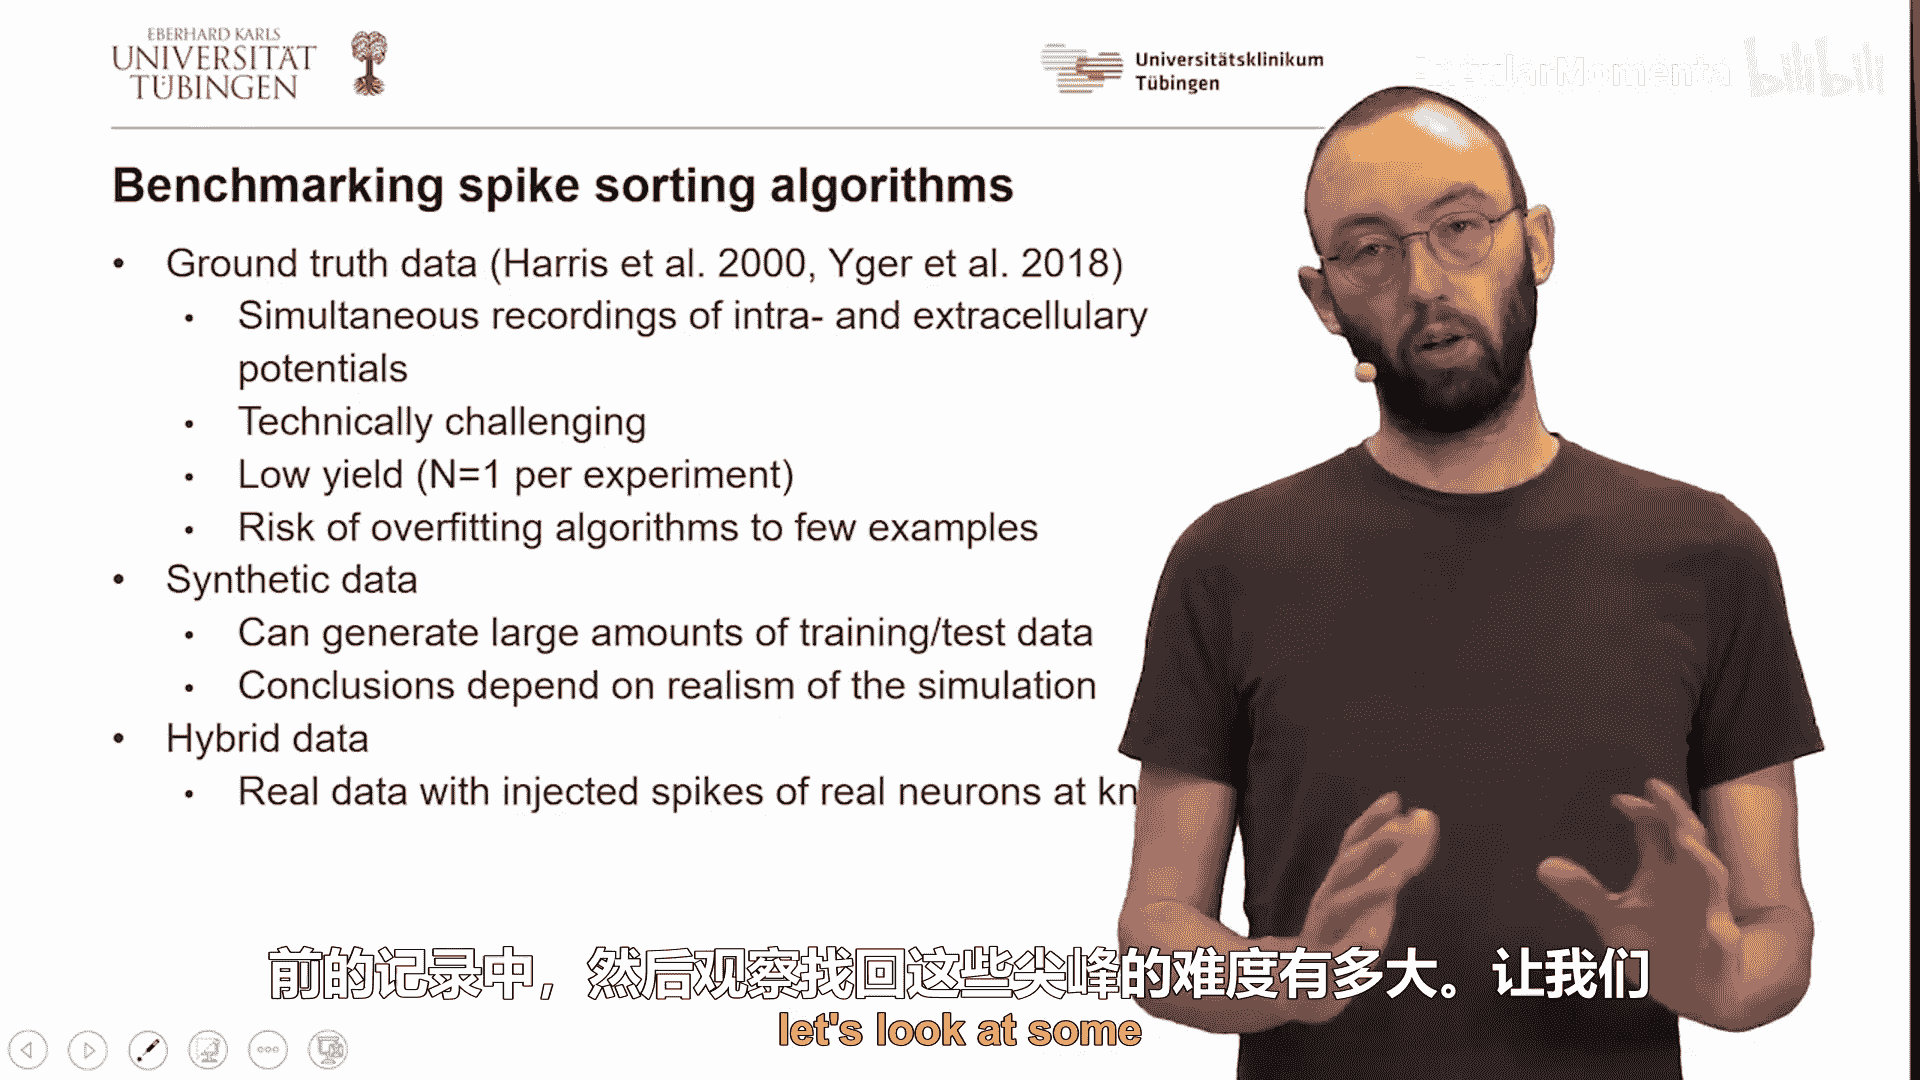 EBERHARD KARLS
UNIVERSITÄT
TÜBINGEN
Universitätsklinikum
Tübingen
bilibili
Benchmarking spike sorting algorithms
• Ground truth data (Harris et al. 2000, Yger et al. 2018)
• Simultaneous recordings of intra- and extracellulary
potentials
• Technically challenging
• Low yield (N=1 per experiment)
• Risk of overfitting algorithms to few examples
• Synthetic data
• Can generate large amounts of training/test data
• Conclusions depend on realism of the simulation
• Hybrid data
• Real data with injected spikes of real neurons at kn
前的记录中，然后观察找回这些尖峰的难度有多大。让我们
let's look at some